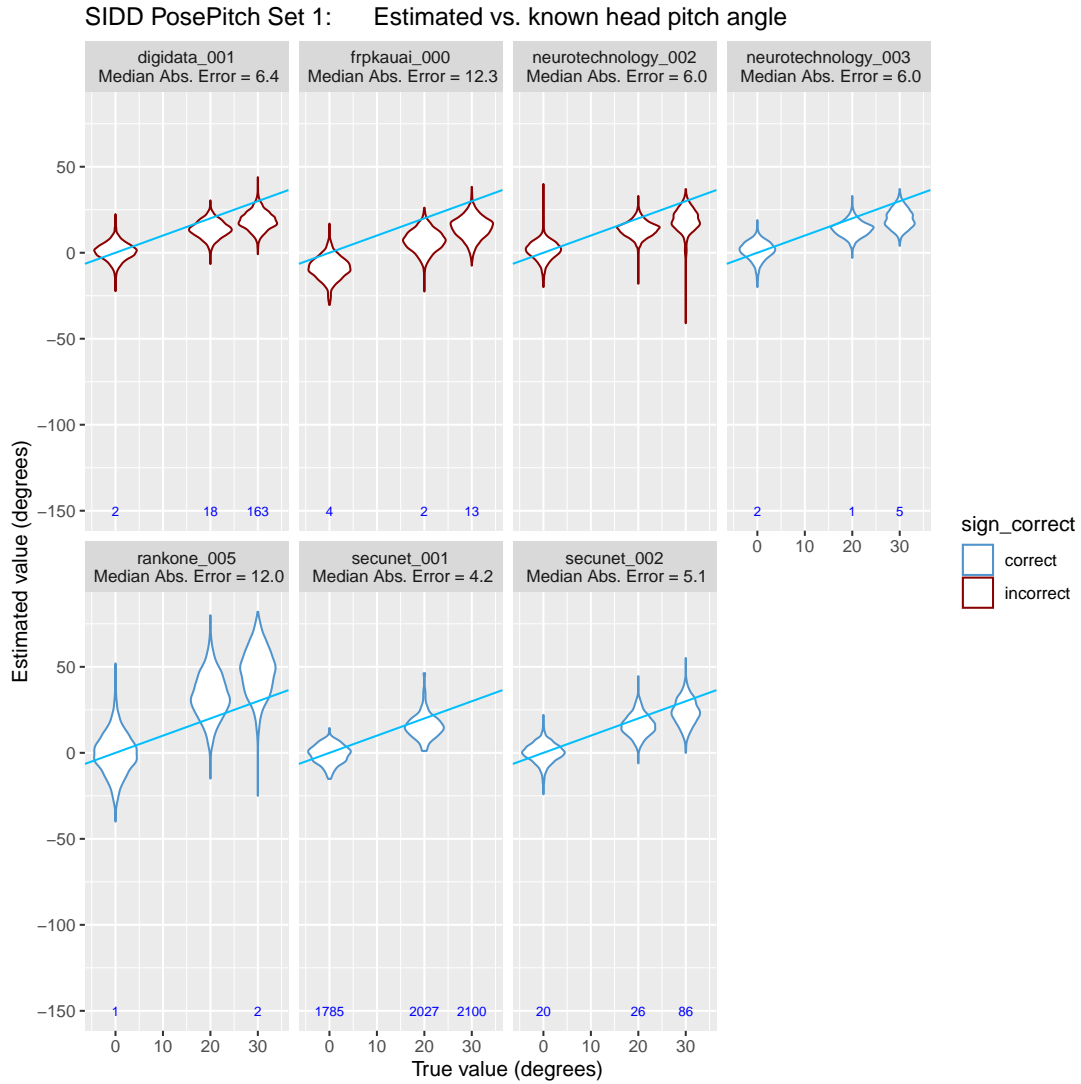 SIDD PosePitch Set 1: Estimated vs. known head pitch angle
digidata_001
Median Abs. Error = 6.4
frpkauai_000
Median Abs. Error = 12.3
neurotechnology_002
Median Abs. Error = 6.0
neurotechnology_003
Median Abs. Error = 6.0
50
0
−50
−100
−150
2 18 163
4 2 13
2 1 5
0 10 20 30
rankone_005
Median Abs. Error = 12.0
secunet_001
Median Abs. Error = 4.2
secunet_002
Median Abs. Error = 5.1
50
0
−50
−100
−150
1 2
1785 2027 2100
20 26 86
0 10 20 30
0 10 20 30
0 10 20 30
True value (degrees)
Estimated value (degrees)
sign_correct
correct
incorrect